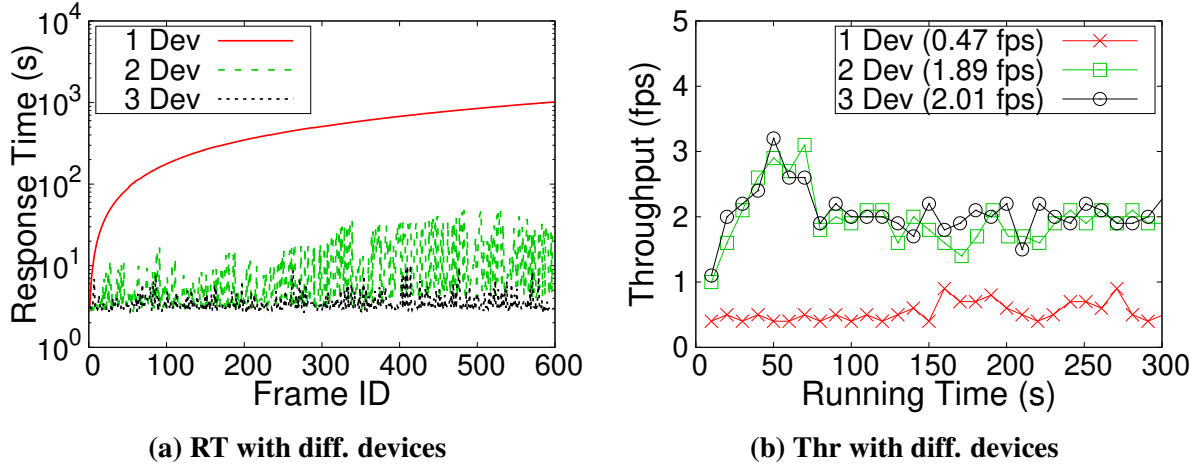 10^4
10^3
10^2
10^1
10^0
Response Time (s)
1 Dev
2 Dev
3 Dev
0 100 200 300 400 500 600
Frame ID
(a) RT with diff. devices
5
4
3
2
1
0
Throughput (fps)
1 Dev (0.47 fps)
2 Dev (1.89 fps)
3 Dev (2.01 fps)
0 50 100 150 200 250 300
Running Time (s)
(b) Thr with diff. devices